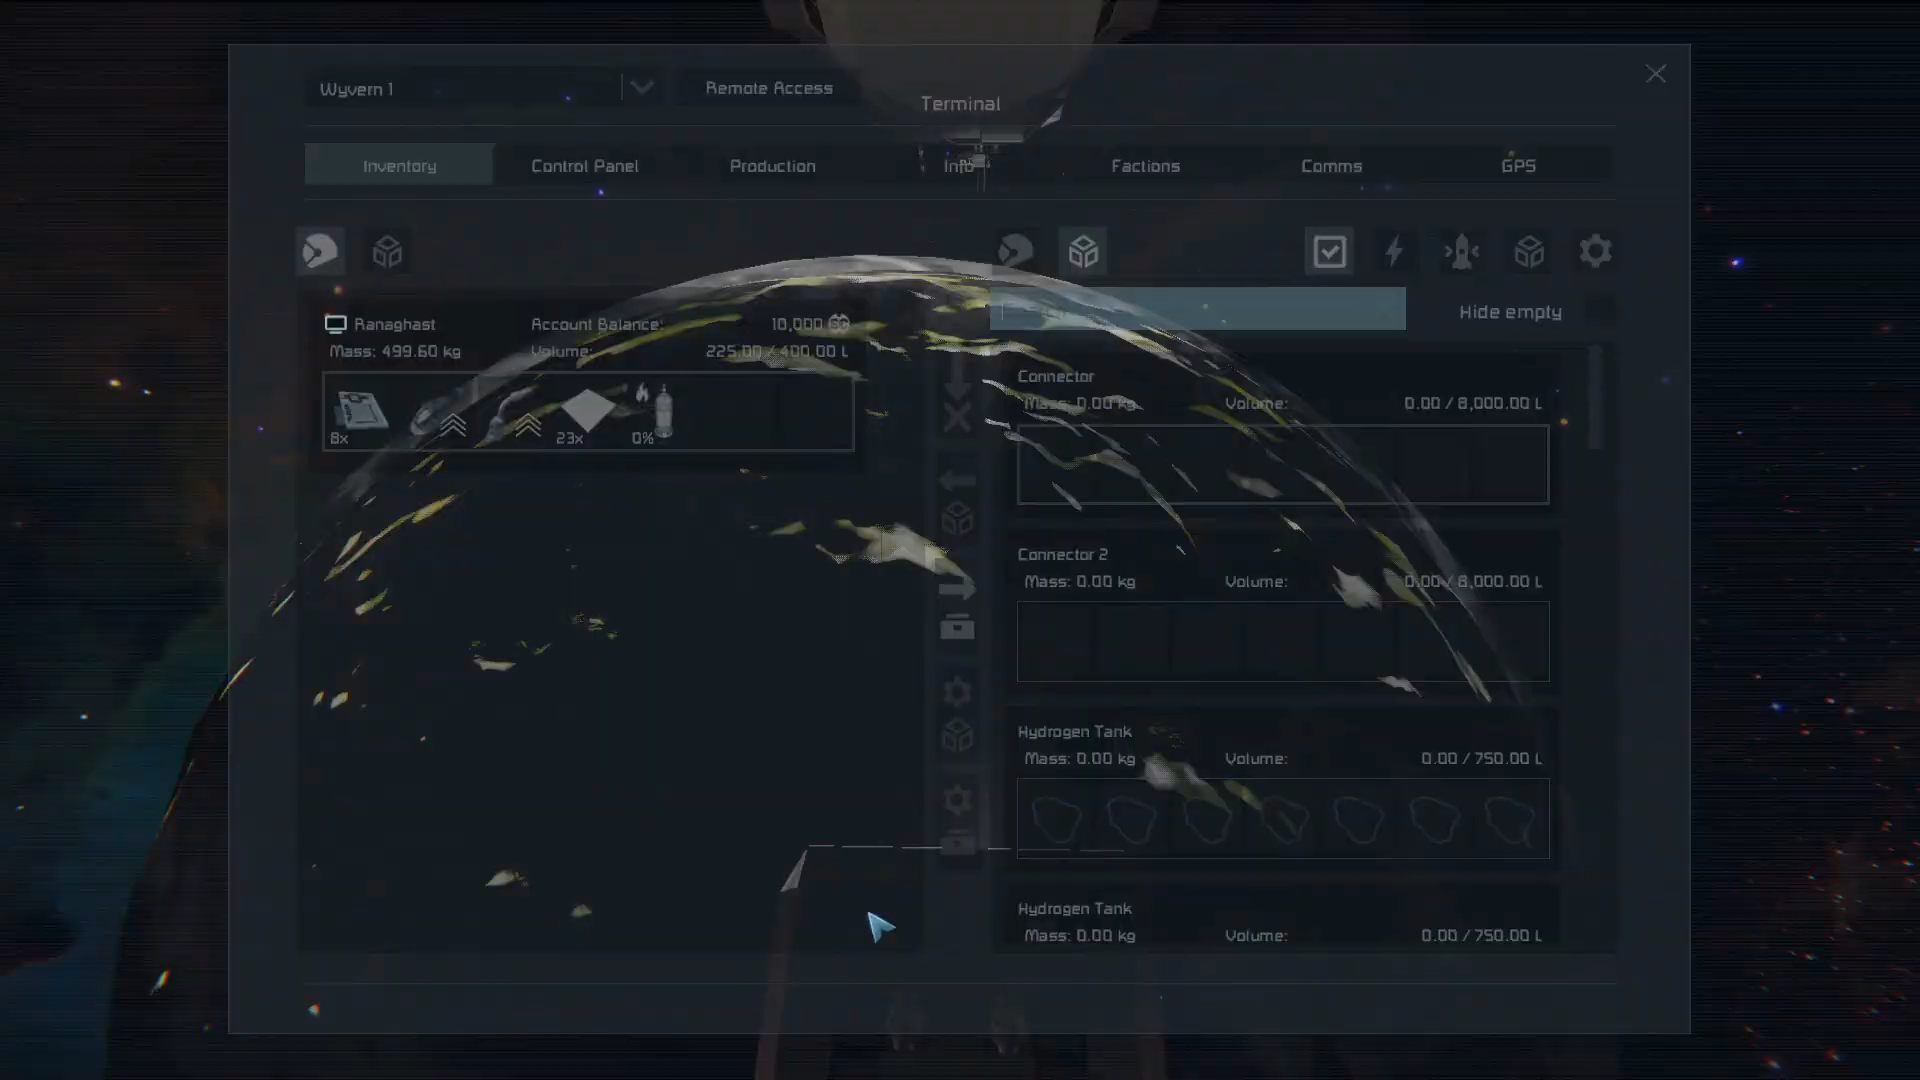 Wyvern 1
Remote Access
Terminal
Inventory
Control Panel
Production
Info
Factions
Comms
GPS
Ranaghast
Account Balance:
10,000
Mass: 499.60 kg
Volume:
225.00 / 400.00 L
8x
23x
0%
Hide empty
Connector
Mass: 0.00 kg
Volume:
0.00 / 8,000.00 L
Connector 2
Mass: 0.00 kg
Volume:
0.00 / 8,000.00 L
Hydrogen Tank
Mass: 0.00 kg
Volume:
0.00 / 750.00 L
Hydrogen Tank
Mass: 0.00 kg
Volume:
0.00 / 750.00 L